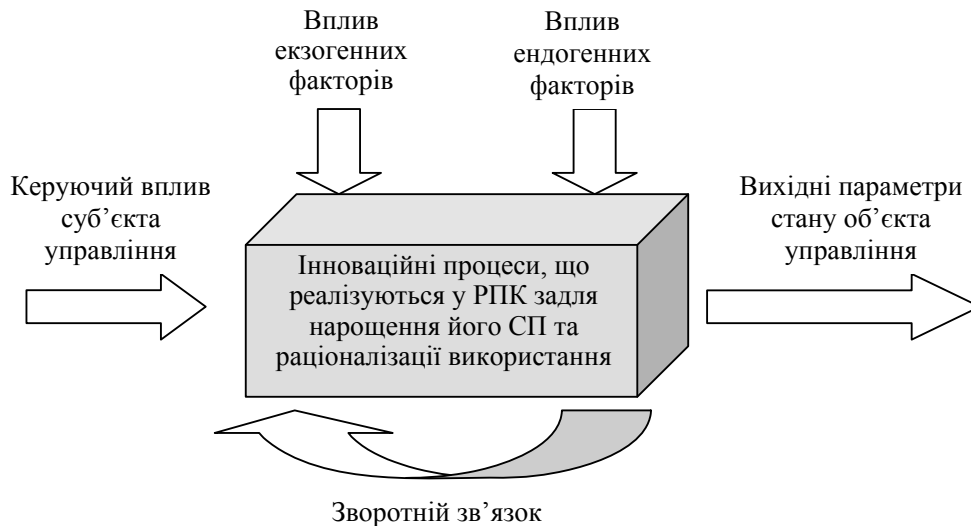 Вплив
екзогенних
факторів
Вплив
ендогенних
факторів
Керуючий вплив
суб’єкта
управління
Інноваційні процеси, що
реалізуються у РПК задля
нарощення його СП та
раціоналізації використання
Вихідні параметри
стану об’єкта
управління
Зворотній зв’язок